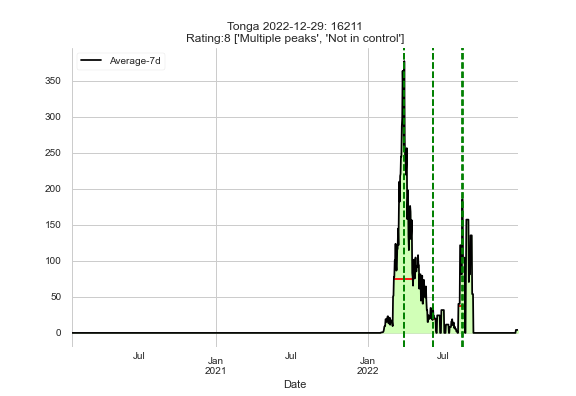 Tonga 2022-12-29: 16211
Rating:8 ['Multiple peaks', 'Not in control']
Average-7d
350
300
250
200
150
100
50
0
Jul
Jan
2021
Jul
Jan
2022
Jul
Date